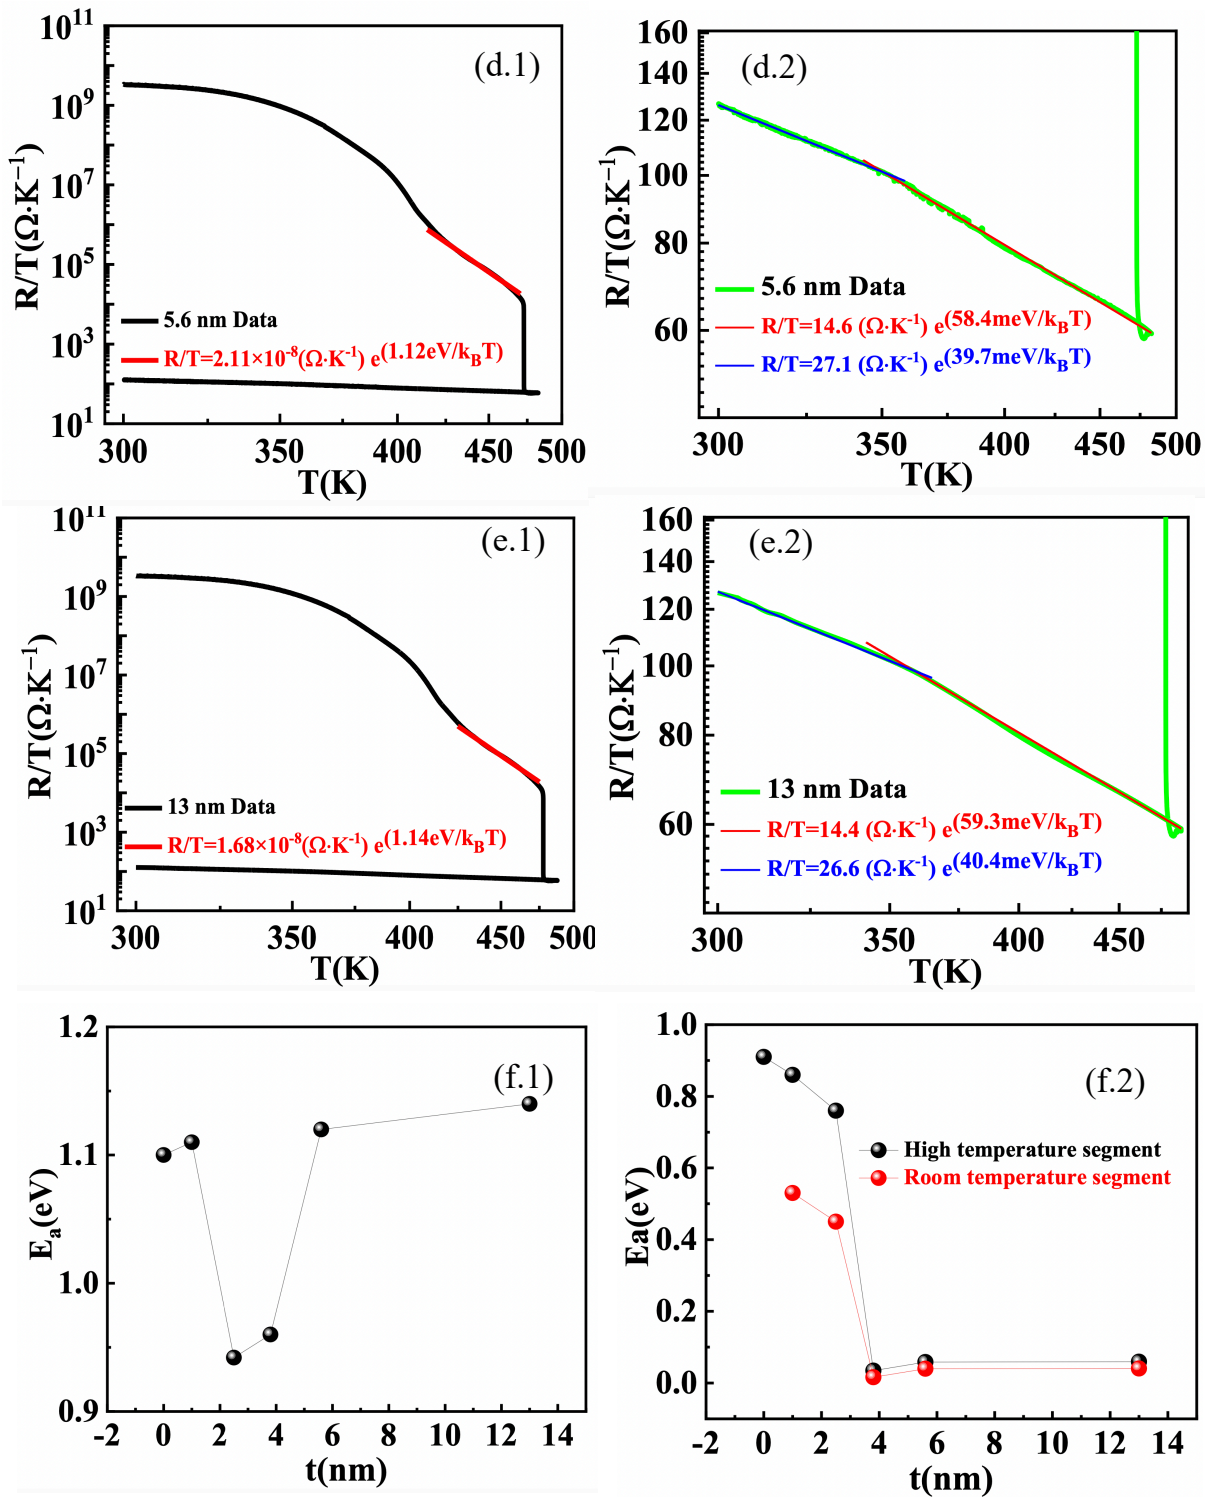 (d.1)
10^11
10^9
10^7
10^5
10^3
10^1
R/T(Ω·K^−1)
5.6 nm Data
R/T=2.11×10^-8(Ω·K^-1) e^(1.12eV/k_BT)
300 350 400 450 500
T(K)
(d.2)
160
140
120
100
80
60
R/T(Ω·K^−1)
5.6 nm Data
R/T=14.6 (Ω·K^-1) e^(58.4meV/k_BT)
R/T=27.1 (Ω·K^-1) e^(39.7meV/k_BT)
300 350 400 450 500
T(K)
(e.1)
10^11
10^9
10^7
10^5
10^3
10^1
R/T(Ω·K^−1)
13 nm Data
R/T=1.68×10^-8(Ω·K^-1) e^(1.14eV/k_BT)
300 350 400 450 500
T(K)
(e.2)
160
140
120
100
80
60
R/T(Ω·K^−1)
13 nm Data
R/T=14.4 (Ω·K^-1) e^(59.3meV/k_BT)
R/T=26.6 (Ω·K^-1) e^(40.4meV/k_BT)
300 350 400 450
T(K)
(f.1)
1.2
1.1
1.0
0.9
E_a(eV)
-2 0 2 4 6 8 10 12 14
t(nm)
(f.2)
1.0
0.8
0.6
0.4
0.2
0.0
Ea(eV)
High temperature segment
Room temperature segment
-2 0 2 4 6 8 10 12 14
t(nm)